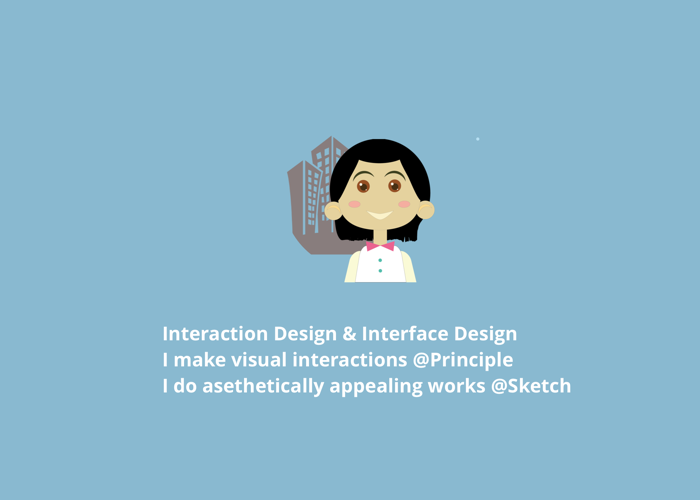 Interaction Design & Interface Design
I make visual interactions @Principle
I do asethetically appealing works @Sketch